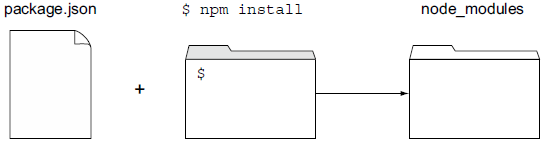 package.json
$ npm install
node_modules
+
$